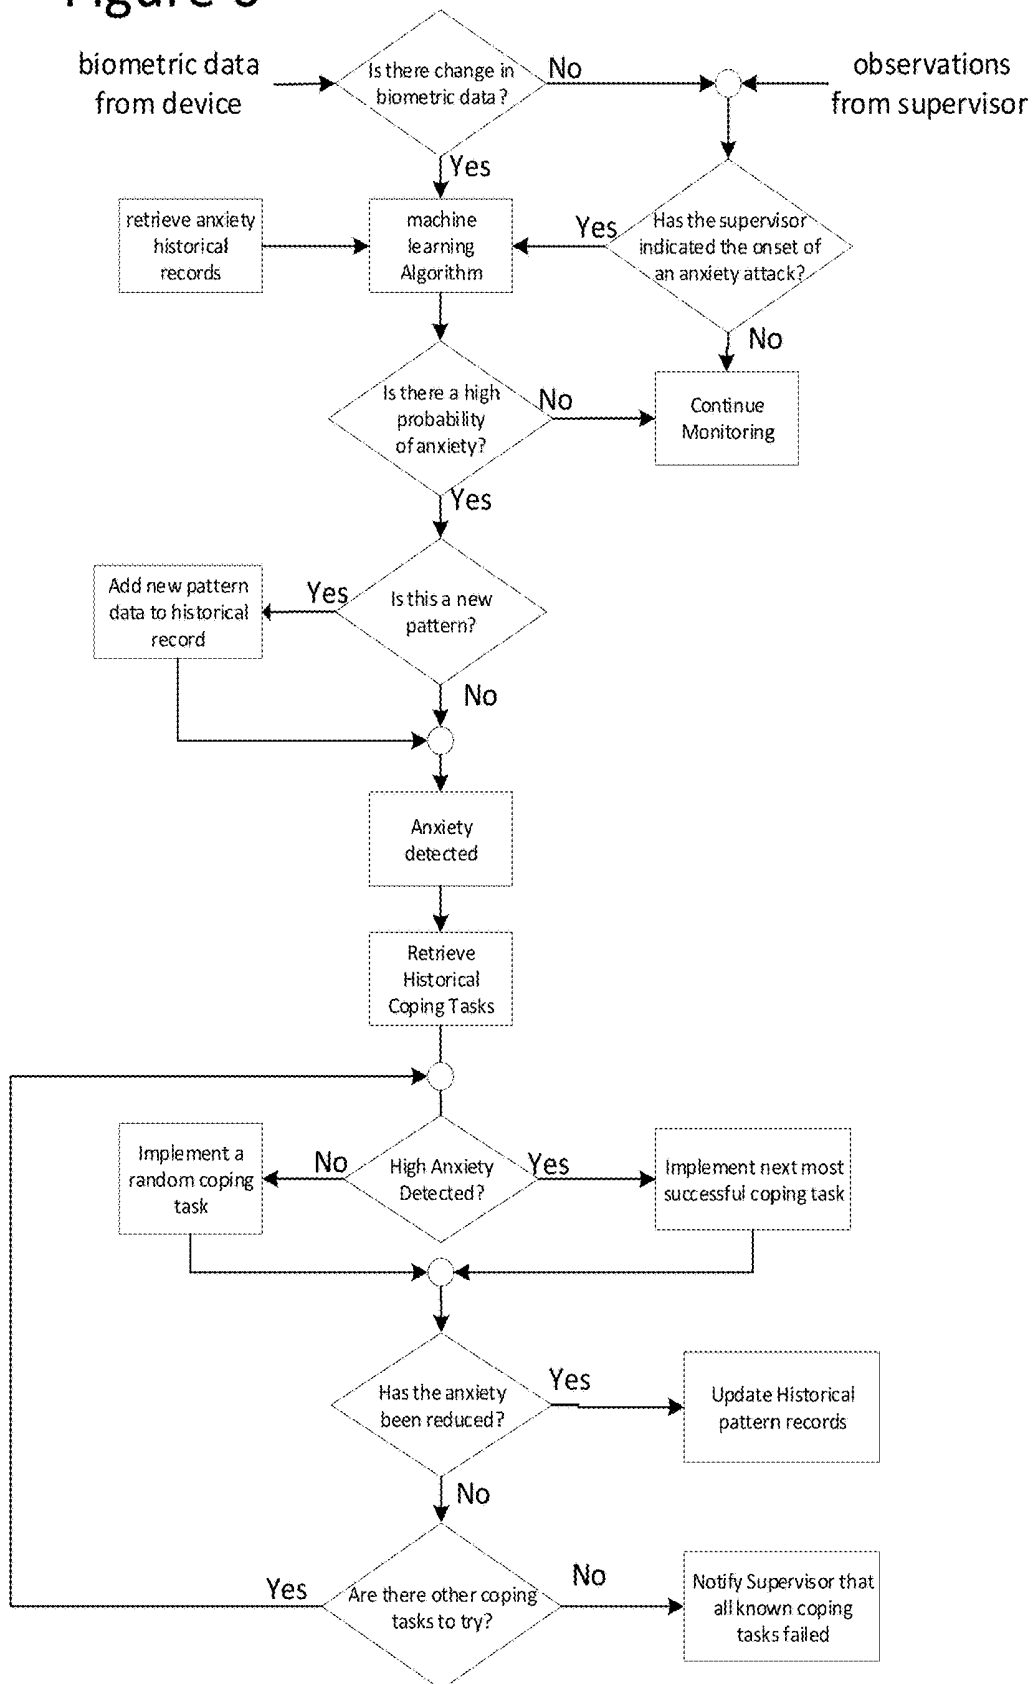 biometric data
from device
Is there change in
biometric data?
No
observations
from supervisor
Yes
retrieve anxiety
historical
records
machine
learning
Algorithm
Yes
Has the supervisor
indicated the onset of
an anxiety attack?
No
Is there a high
probability
of anxiety?
No
Continue
Monitoring
Yes
Add new pattern
data to historical
record
Yes
Is this a new
pattern?
No
Anxiety
detected
Retrieve
Historical
Coping Tasks
Implement a
random coping
task
No
High Anxiety
Detected?
Yes
Implement next most
successful coping task
Has the anxiety
been reduced?
Yes
Update Historical
pattern records
No
Yes
Are there other coping
tasks to try?
No
Notify Supervisor that
all known coping
tasks failed